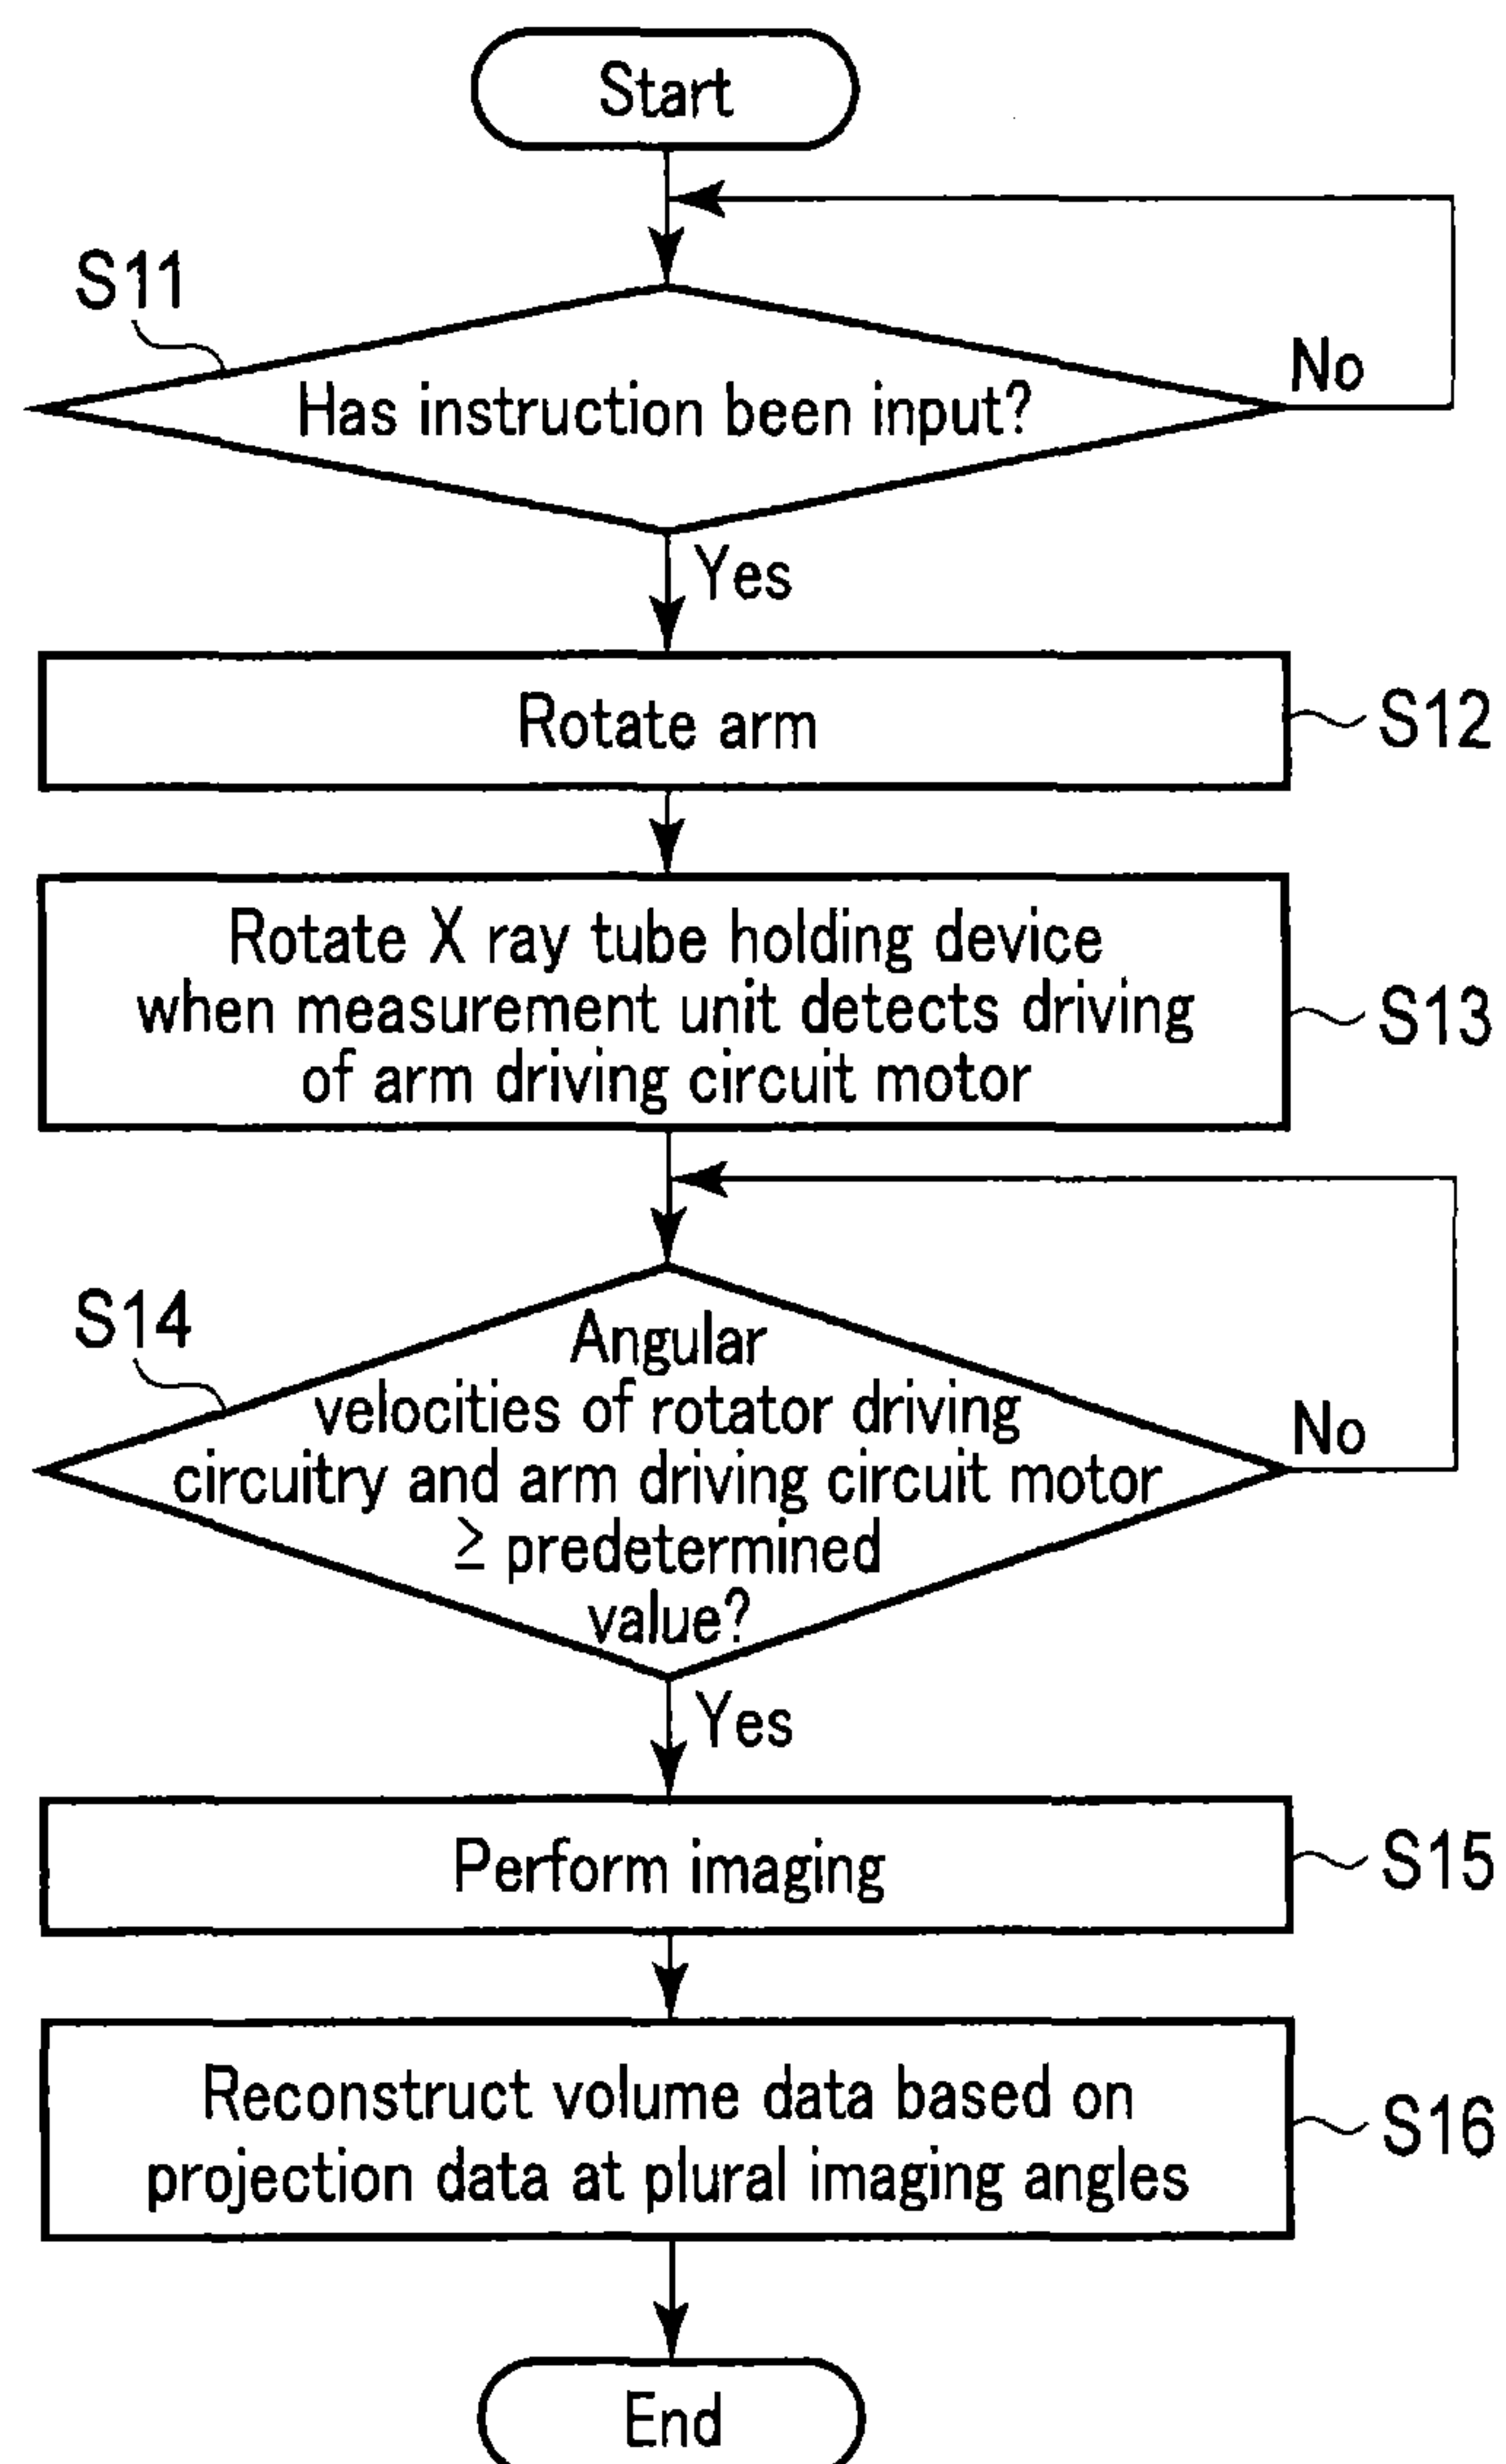 Start
S11
Has instruction been input?
No
Yes
Rotate arm
S12
Rotate X ray tube holding device
when measurement unit detects driving
of arm driving circuit motor
S13
S14
Angular
velocities of rotator driving
circuitry and arm driving circuit motor
≥ predetermined
value?
No
Yes
Perform imaging
S15
Reconstruct volume data based on
projection data at plural imaging angles
S16
End